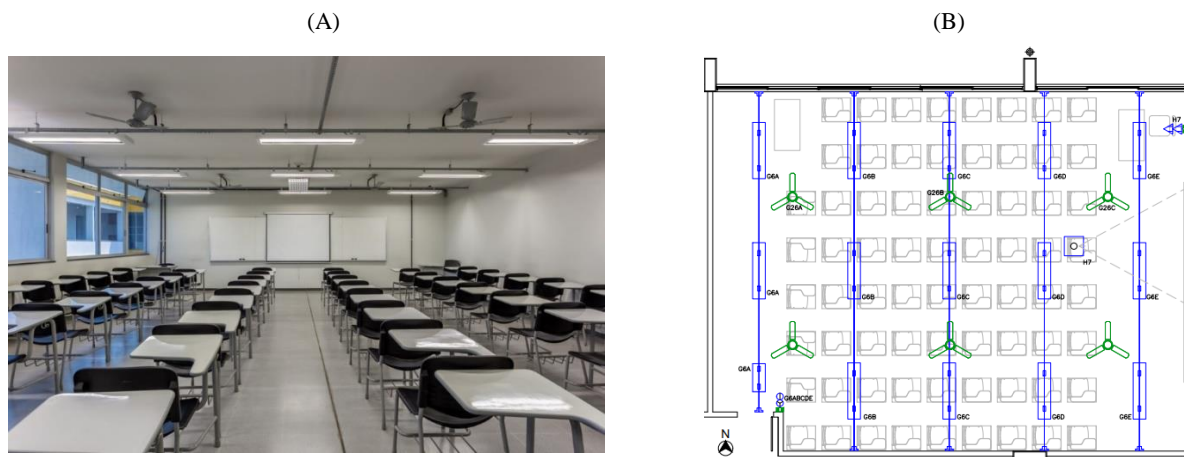 (A) (B)
H7
G6A G6B G6C G6D G6E
G26A G26B G26C
H7
G6A G6B G6C G6D G6E
G6A
G6ABCDE
G6B G6C G6D G6E
N